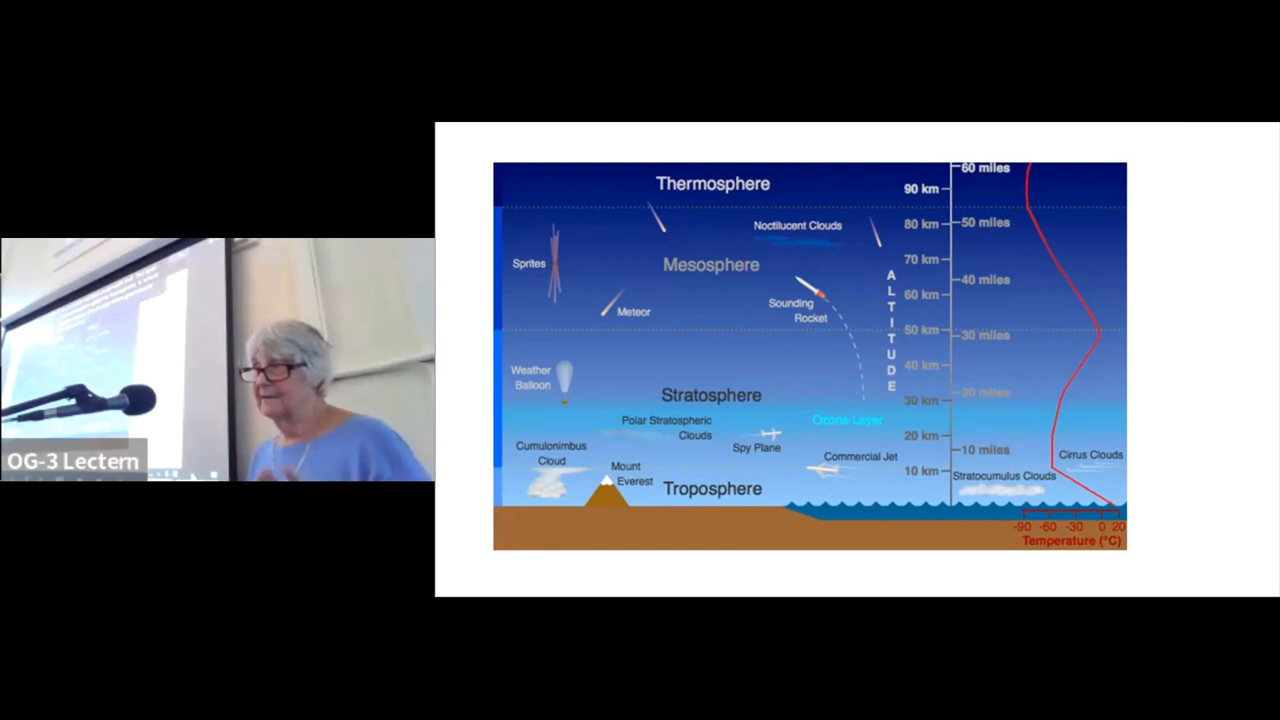 OG-3 Lectern
Thermosphere
Noctilucent Clouds
Sprites
Mesosphere
Sounding
Rocket
Meteor
Weather
Balloon
Stratosphere
Polar Stratospheric
Clouds
Ozone Layer
Spy Plane
Cumulonimbus
Cloud
Mount
Everest
Commercial Jet
Troposphere
Stratocumulus Clouds
Cirrus Clouds
ALTITUDE
60 miles
90 km
80 km
50 miles
70 km
40 miles
60 km
50 km
30 miles
40 km
20 miles
30 km
20 km
10 miles
10 km
-90 -60 -30 0 20
Temperature (°C)